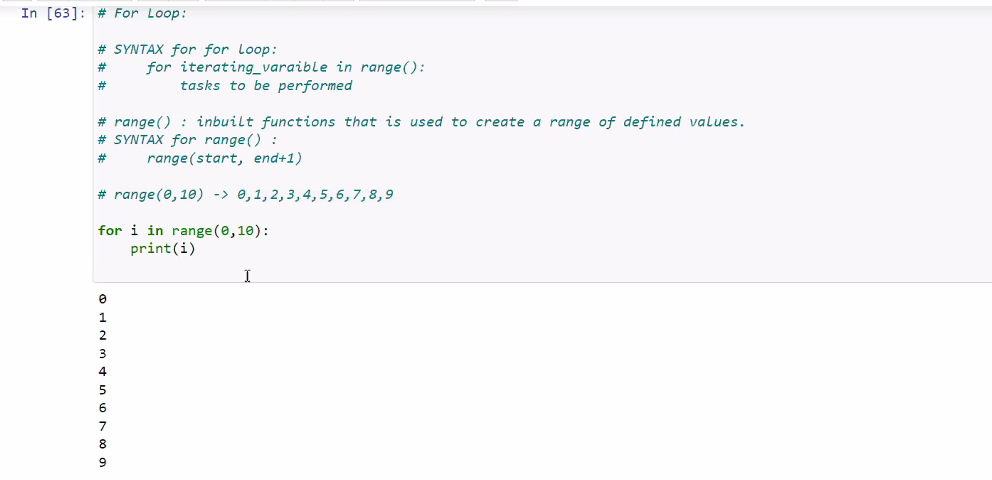 In [63]: # For Loop:
# SYNTAX for for loop:
#     for iterating_varaible in range():
#         tasks to be performed
# range() : inbuilt functions that is used to create a range of defined values.
# SYNTAX for range() :
#     range(start, end+1)
# range(0,10) -> 0,1,2,3,4,5,6,7,8,9
for i in range(0,10):
    print(i)
0
1
2
3
4
5
6
7
8
9